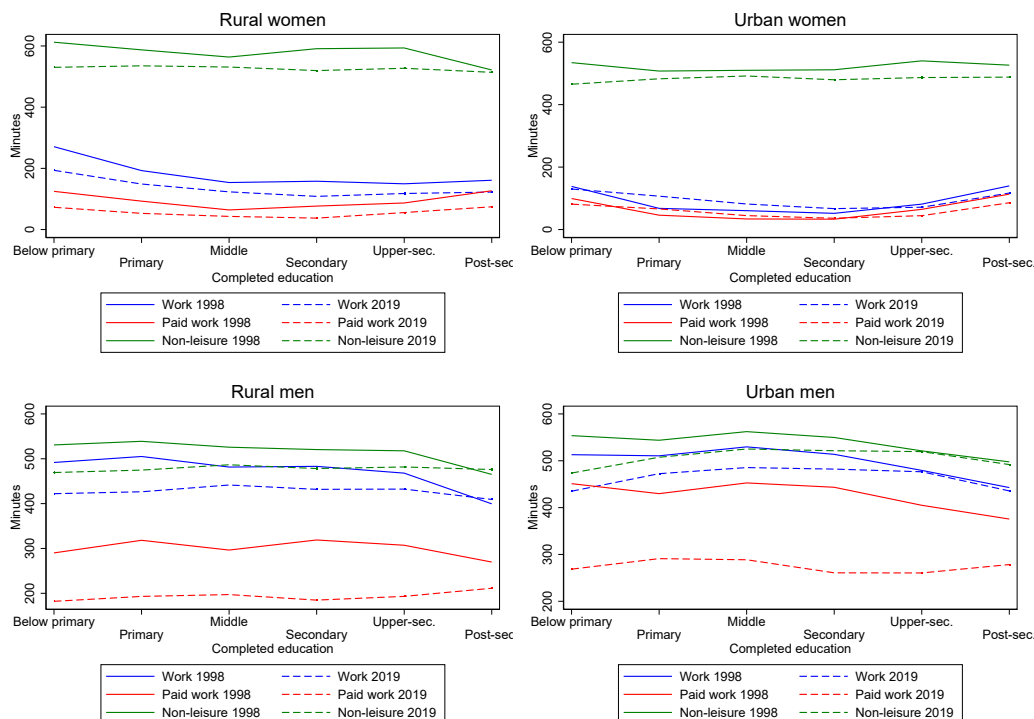 Rural women
Minutes
600
400
200
0
Below primary
Primary
Middle
Secondary
Upper-sec.
Post-sec
Completed education
Work 1998
Work 2019
Paid work 1998
Paid work 2019
Non-leisure 1998
Non-leisure 2019
Urban women
Minutes
600
400
200
0
Below primary
Primary
Middle
Secondary
Upper-sec.
Post-sec.
Completed education
Work 1998
Work 2019
Paid work 1998
Paid work 2019
Non-leisure 1998
Non-leisure 2019
Rural men
Minutes
600
500
400
300
200
Below primary
Primary
Middle
Secondary
Upper-sec.
Post-sec
Completed education
Work 1998
Work 2019
Paid work 1998
Paid work 2019
Non-leisure 1998
Non-leisure 2019
Urban men
Minutes
600
500
400
300
200
Below primary
Primary
Middle
Secondary
Upper-sec.
Post-sec.
Completed education
Work 1998
Work 2019
Paid work 1998
Paid work 2019
Non-leisure 1998
Non-leisure 2019